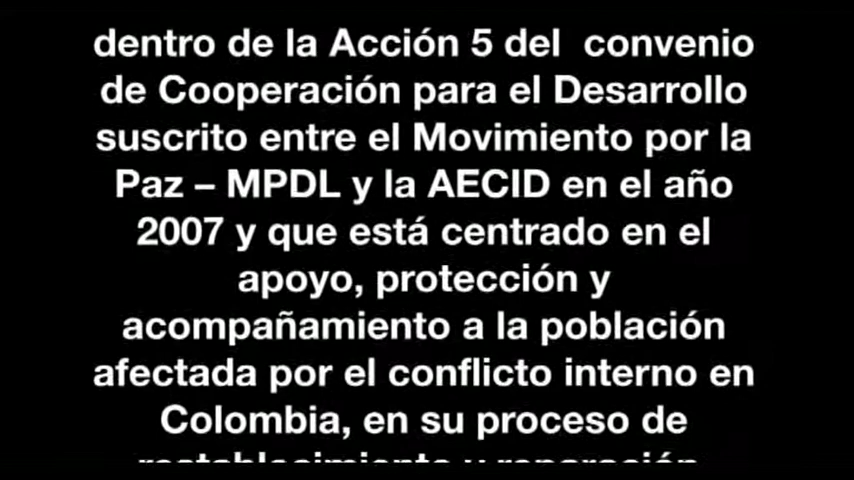 dentro de la Acción 5 del  convenio
de Cooperación para el Desarrollo
suscrito entre el Movimiento por la
Paz – MPDL y la AECID en el año
2007 y que está centrado en el
apoyo, protección y
acompañamiento a la población
afectada por el conflicto interno en
Colombia, en su proceso de
restablecimiento y reparación